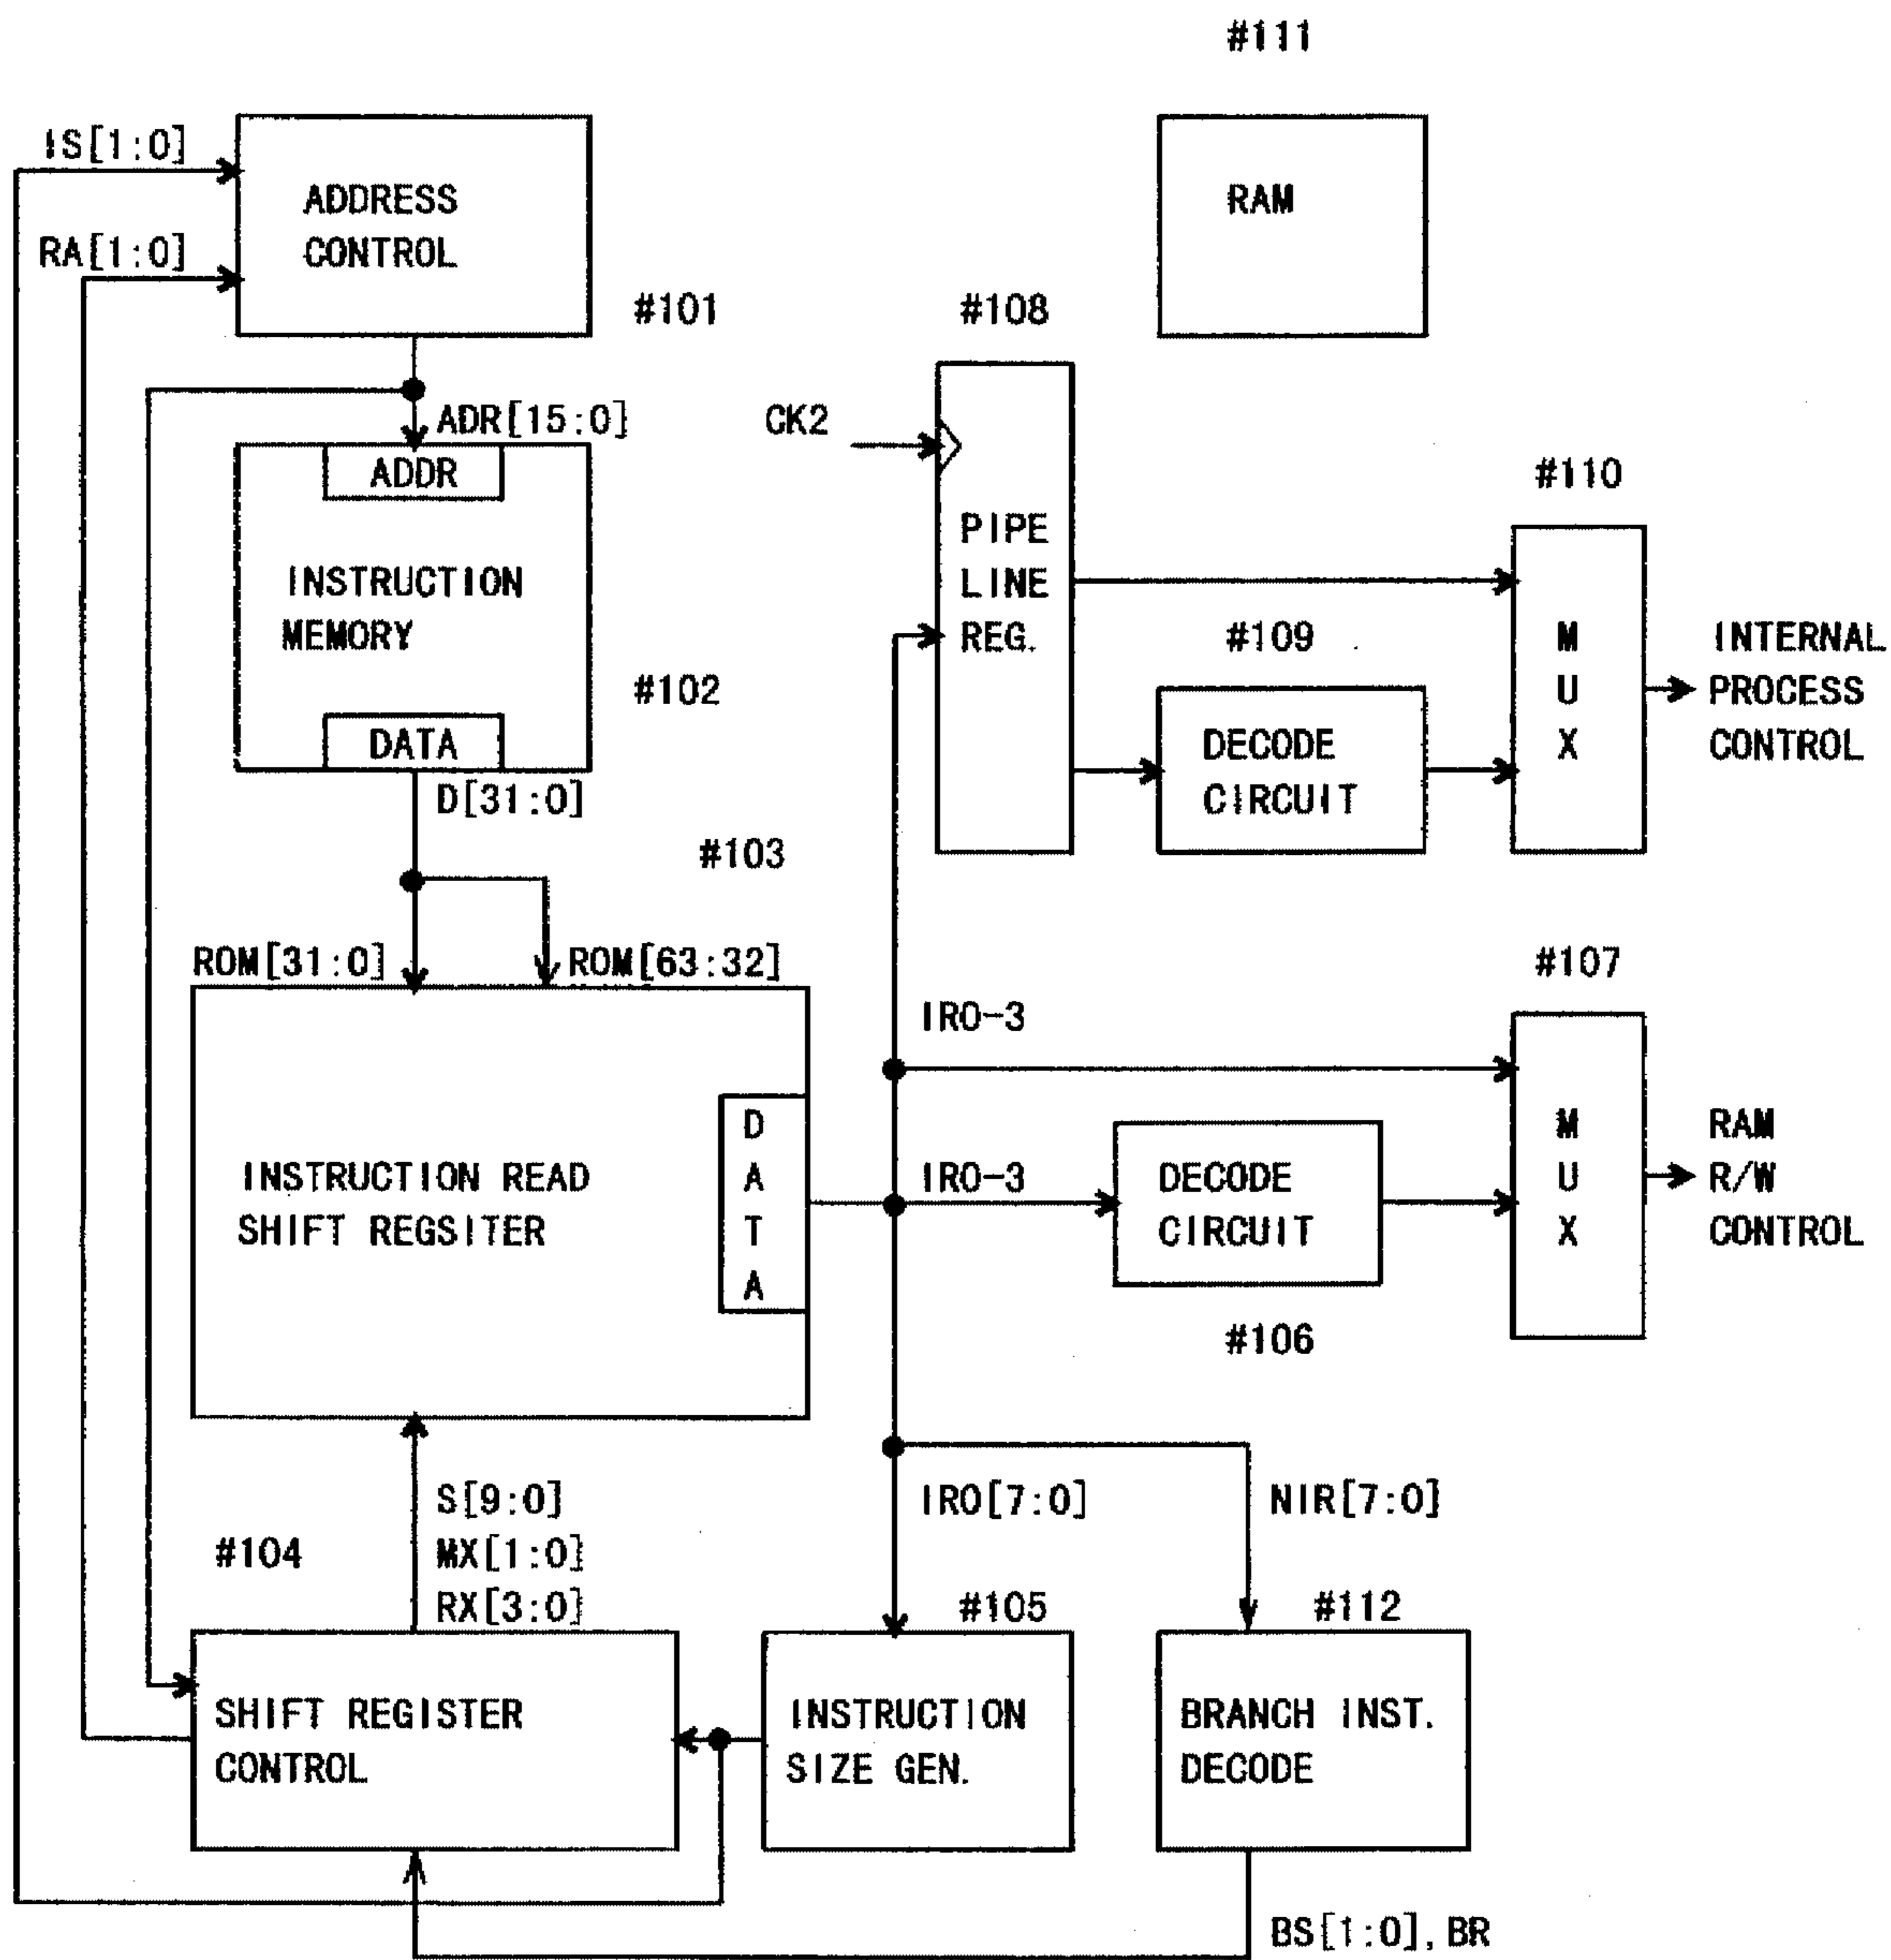 #111
IS[1:0]
ADDRESS
CONTROL
RAM
RA[1:0]
#101
#108
ADR[15:0]
CK2
ADDR
#110
PIPE
LINE
REG.
INSTRUCTION
MEMORY
#109
M
U
X
INTERNAL
PROCESS
CONTROL
#102
DATA
DECODE
CIRCUIT
D[31:0]
#103
ROM[31:0]
ROM[63:32]
#107
IR0-3
D
A
T
A
M
U
X
RAM
R/W
CONTROL
INSTRUCTION READ
SHIFT REGSITER
IR0-3
DECODE
CIRCUIT
#106
S[9:0]
MX[1:0]
RX[3:0]
IR0[7:0]
NIR[7:0]
#104
#105
#112
SHIFT REGISTER
CONTROL
INSTRUCTION
SIZE GEN.
BRANCH INST.
DECODE
BS[1:0], BR